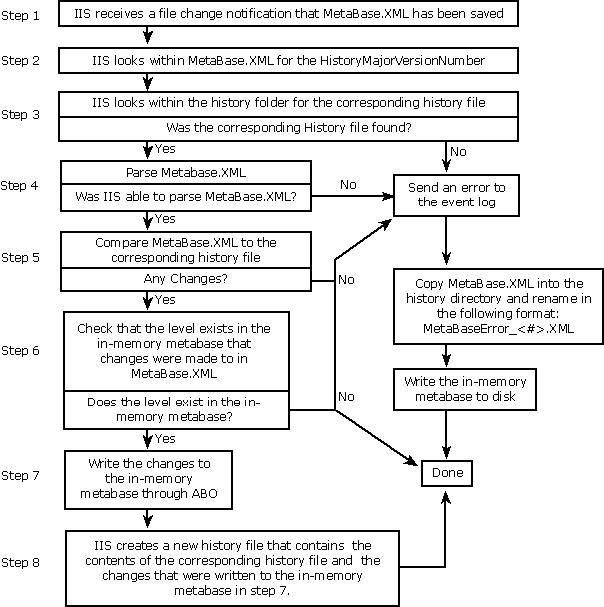 Step 1
IIS receives a file change notification that MetaBase.XML has been saved
Step 2
IIS looks within MetaBase.XML for the HistoryMajorVersionNumber
Step 3
IIS looks within the history folder for the corresponding history file
Was the corresponding History file found?
Yes
No
Step 4
Parse Metabase.XML
Was IIS able to parse MetaBase.XML?
No
Send an error to
the event log
Yes
Step 5
Compare MetaBase.XML to the
corresponding history file
Any Changes?
No
Copy MetaBase.XML into the
history directory and rename in
the following format:
MetaBaseError_<#>.XML
Yes
Step 6
Check that the level exists in the
in-memory metabase that
changes were made to in
MetaBase.XML
Does the level exist in the in-
memory metabase?
No
Write the in-memory
metabase to disk
Yes
Step 7
Write the changes to
the in-memory
metabase through ABO
Done
Step 8
IIS creates a new history file that contains the
contents of the corresponding history file and the
changes that were written to the in-memory
metabase in step 7.